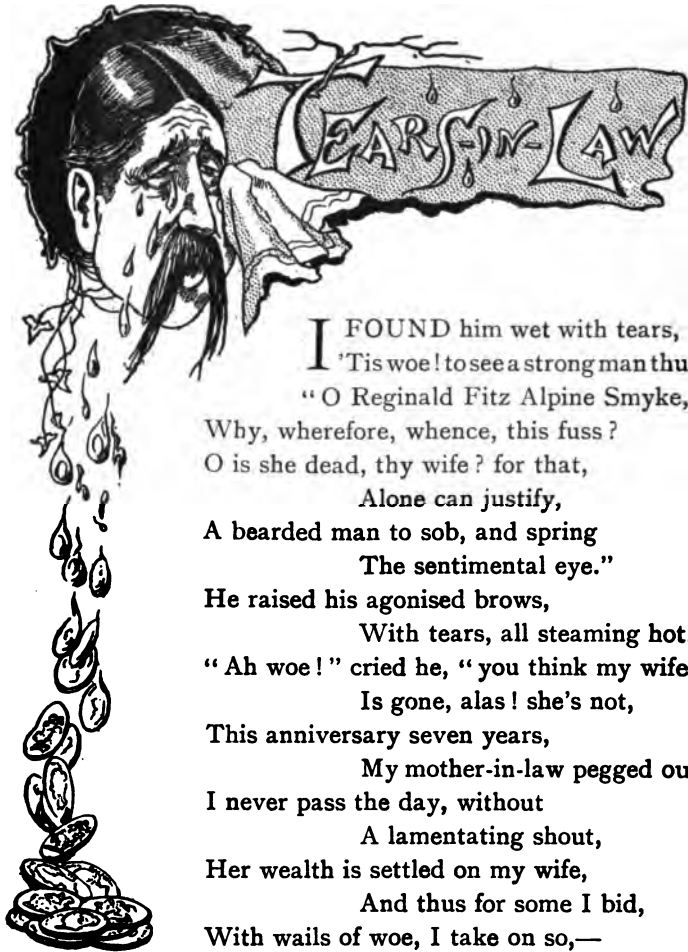 TEARS-IN-LAW
I FOUND him wet with tears,
'Tis woe! to see a strong man thu
"O Reginald Fitz Alpine Smyke,
Why, wherefore, whence, this fuss?
O is she dead, thy wife? for that,
Alone can justify,
A bearded man to sob, and spring
The sentimental eye."
He raised his agonised brows,
With tears, all steaming hot
"Ah woe!" cried he, "you think my wife
Is gone, alas! she's not,
This anniversary seven years,
My mother-in-law pegged ou
I never pass the day, without
A lamentating shout,
Her wealth is settled on my wife,
And thus for some I bid,
With wails of woe, I take on so,—